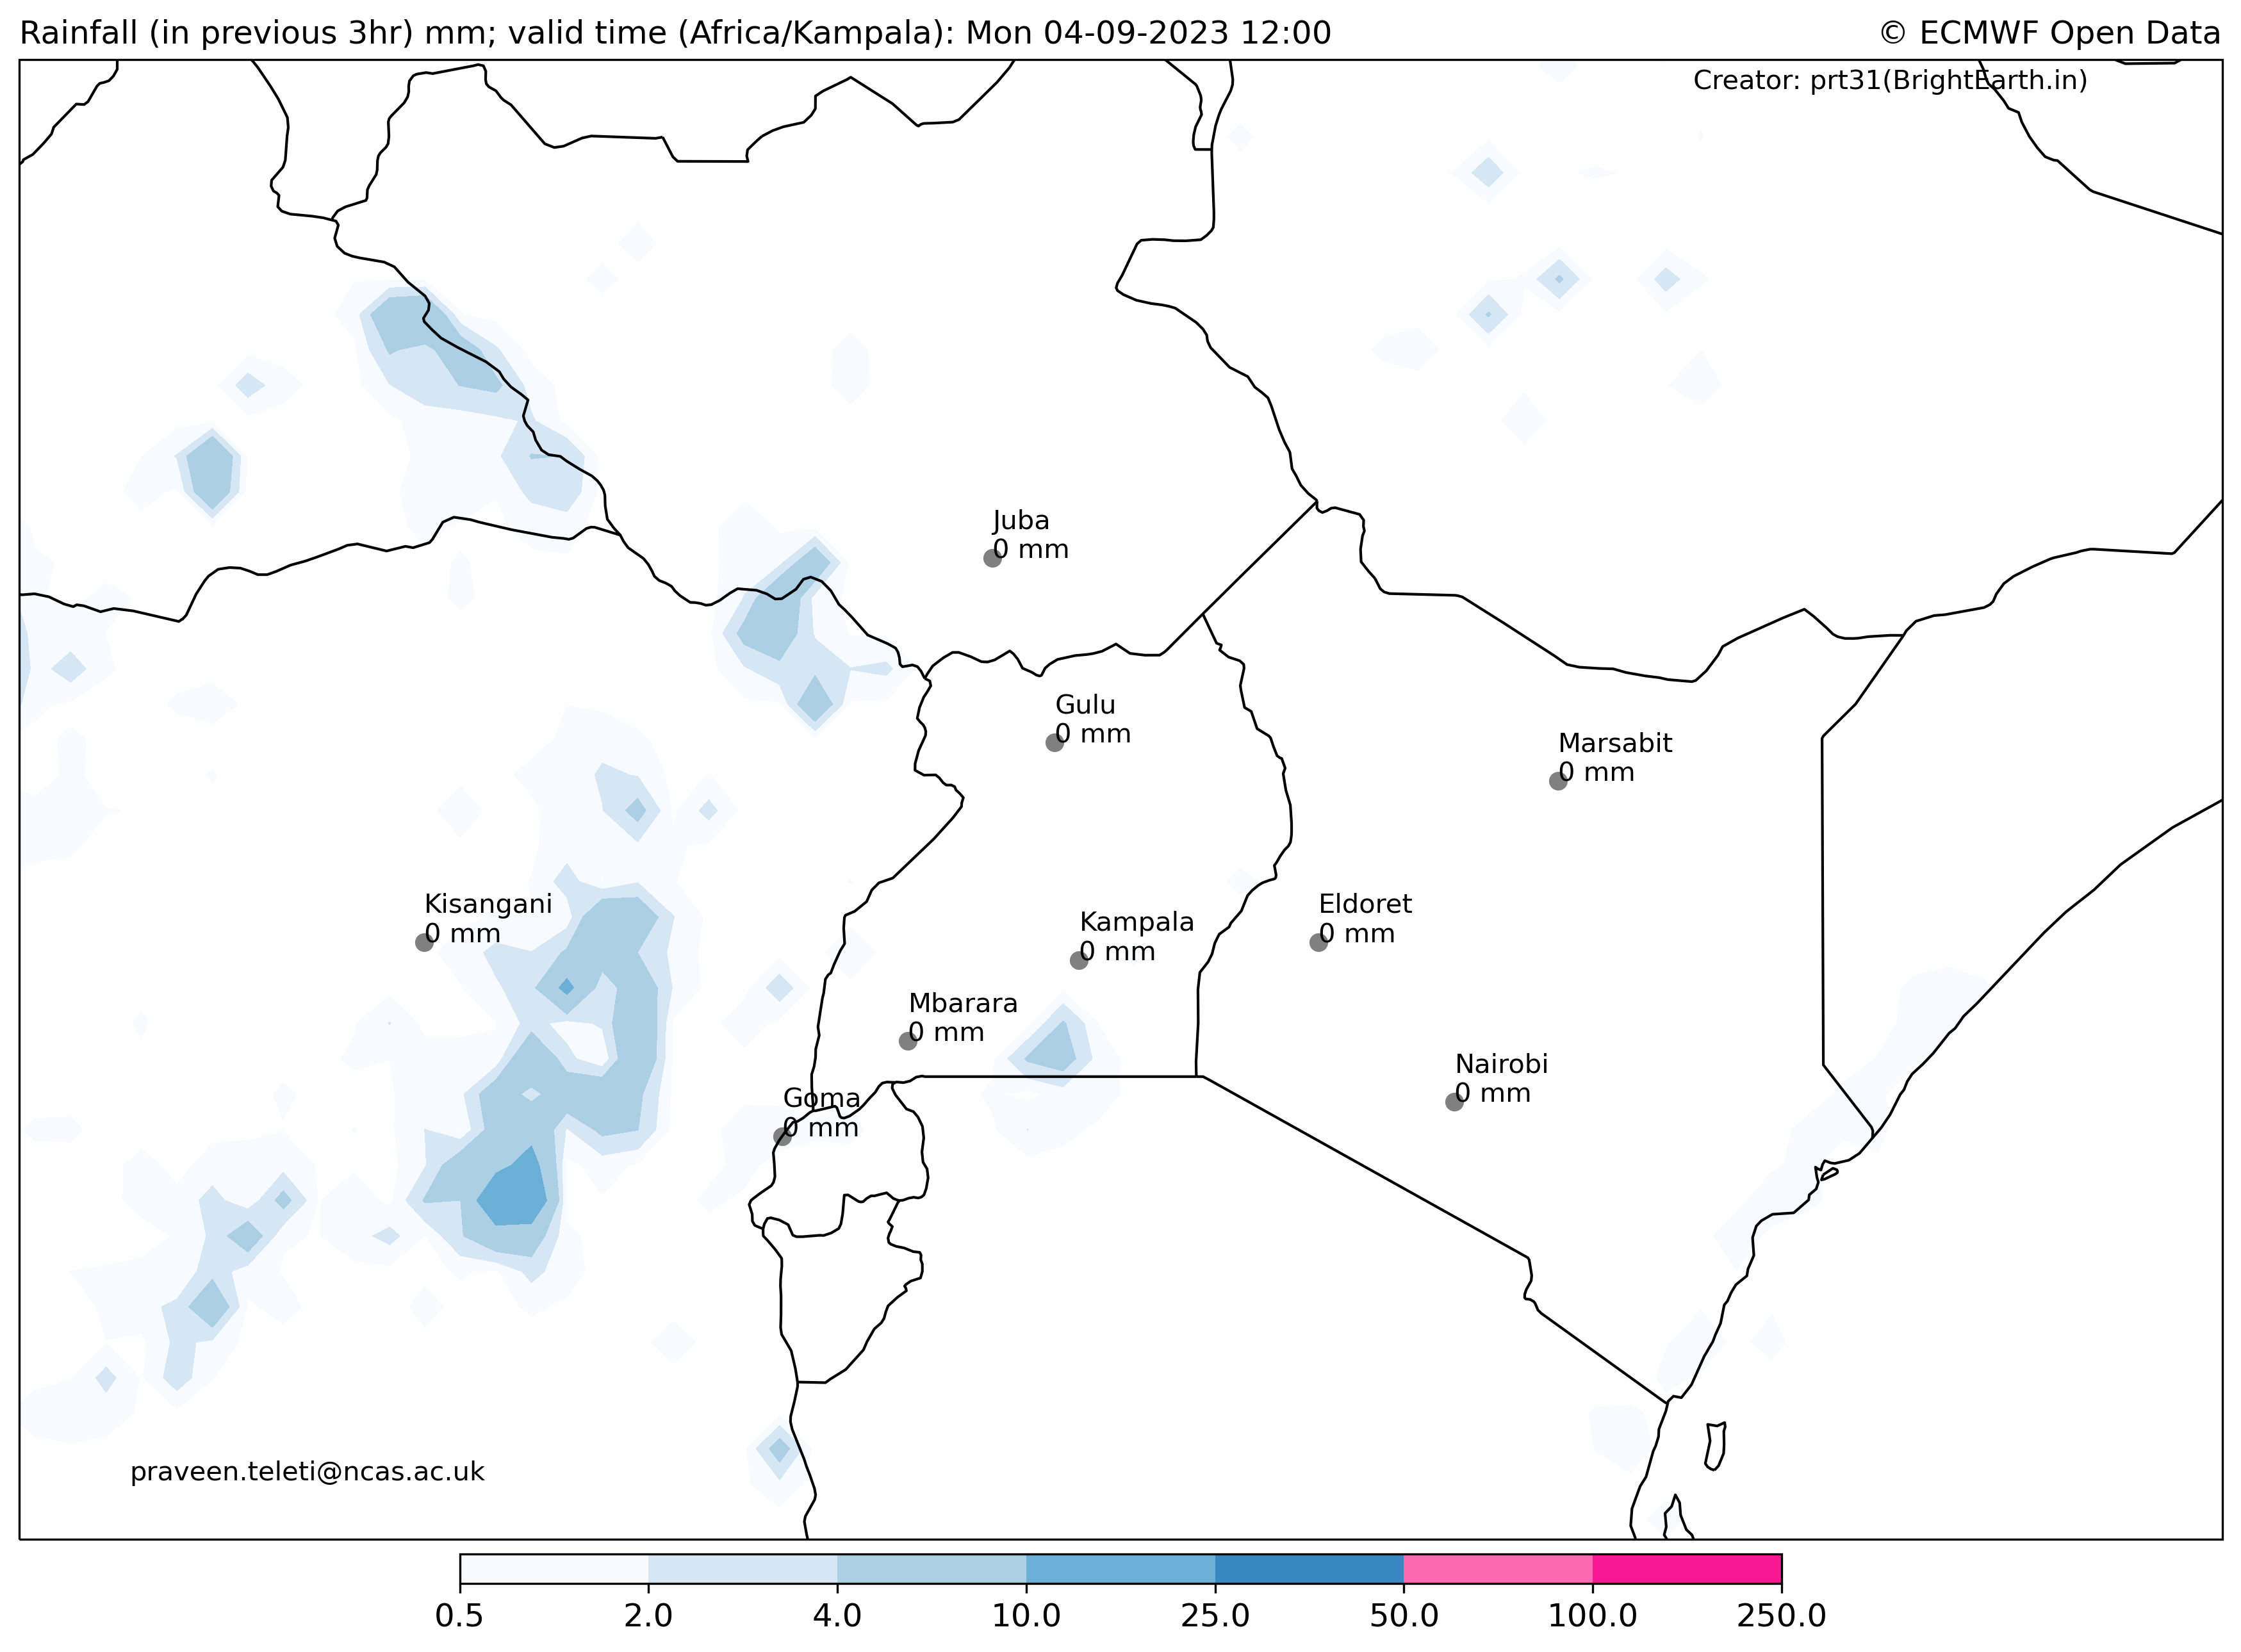 Rainfall (in previous 3hr) mm; valid time (Africa/Kampala): Mon 04-09-2023 12:00
© ECMWF Open Data
Creator: prt31(BrightEarth.in)
Juba
0 mm
Gulu
0 mm
Marsabit
0 mm
Kisangani
0 mm
Kampala
0 mm
Eldoret
0 mm
Mbarara
0 mm
Nairobi
0 mm
Goma
0 mm
praveen.teleti@ncas.ac.uk
0.5 2.0 4.0 10.0 25.0 50.0 100.0 250.0